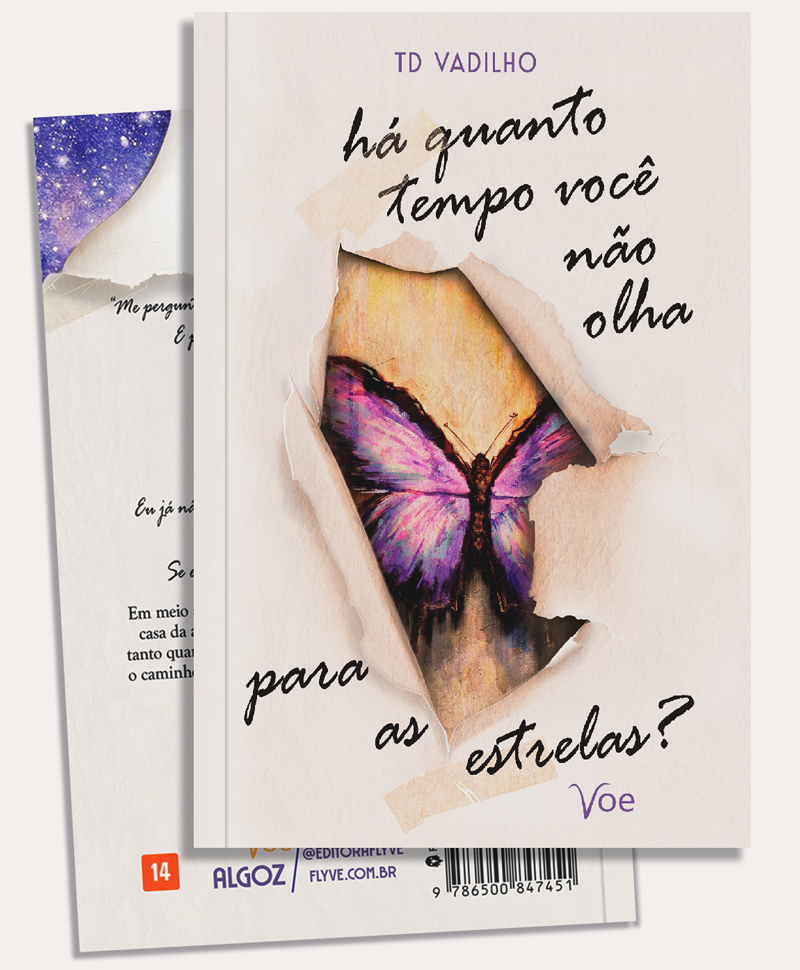 TD VADILHO
há quanto
tempo você
não
olha
para
as
estrelas?
Voe
"Me pergun
E
Eu já nã
Se e
Em meio
casa da a
tanto quan
o caminh
14
ALGOZ
@EDITORAFLYVE
FLYVE.COM.BR
9 786500 847451